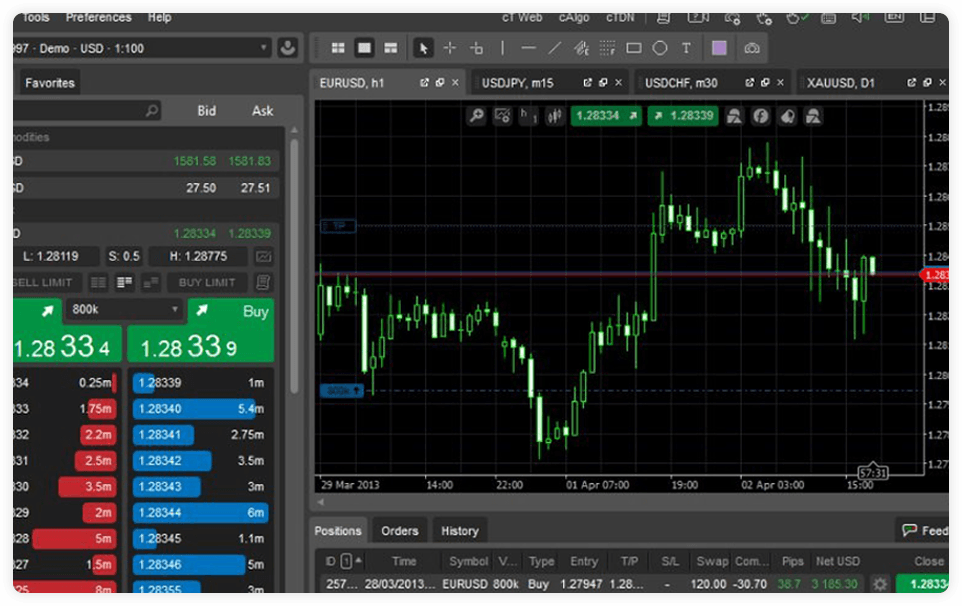 Tools Preferences Help cT Web cAlgo cTDN EN
997 · Demo · USD · 1:100
Favorites EURUSD, h1 USDJPY, m15 USDCHF, m30 XAUUSD, D1
Bid Ask
1.28334 1.28339
1581.58 1581.83
27.50 27.51
TP
1.28334 1.28339
L: 1.28119 S: 0.5 H: 1.28775
SELL LIMIT BUY LIMIT
800k Buy
1.28 33 4 1.28 33 9
334 0.25m 1.28339 1m
333 1.75m 1.28340 5.4m
332 2.2m 1.28341 2.75m
331 2.5m 1.28342 3.5m
330 3.5m 1.28343 3m
329 2m 1.28344 6m
328 5m 1.28345 1.1m
327 1.5m 1.28346 5m
325 8m 1.28355 3m
800k
57:31
29 Mar 2013 14:00 22:00 01 Apr 07:00 19:00 02 Apr 03:00 15:00
Positions Orders History Feed
ID 1 Time Symbol V... Type Entry T/P S/L Swap Com... Pips Net USD Close
257... 28/03/2013... EURUSD 800k Buy 1.27947 1.28... - 120.00 -30.70 38.7 3 185.30 1.2833